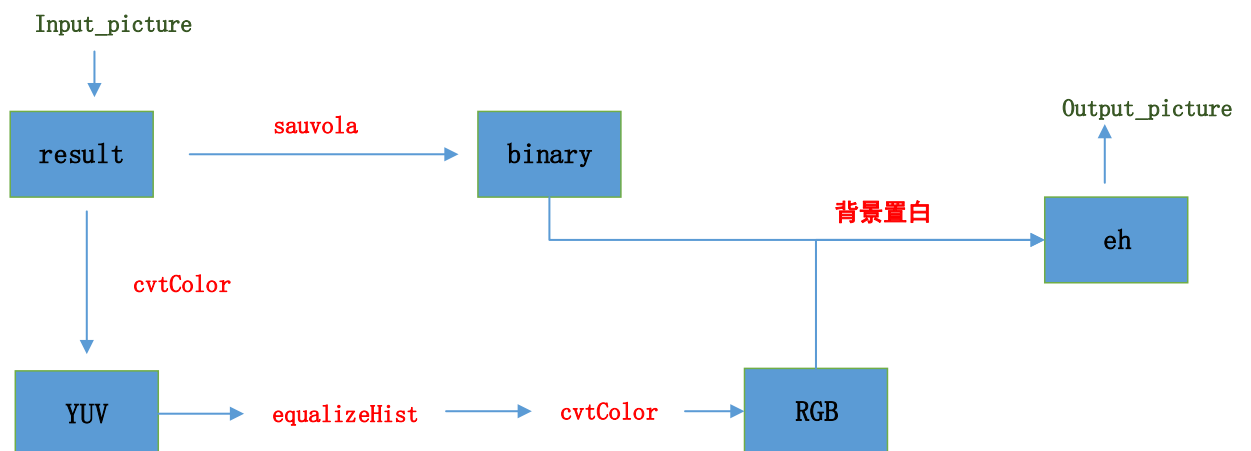 Input_picture
Output_picture
sauvola
result
binary
背景置白
eh
cvtColor
YUV
equalizeHist
cvtColor
RGB